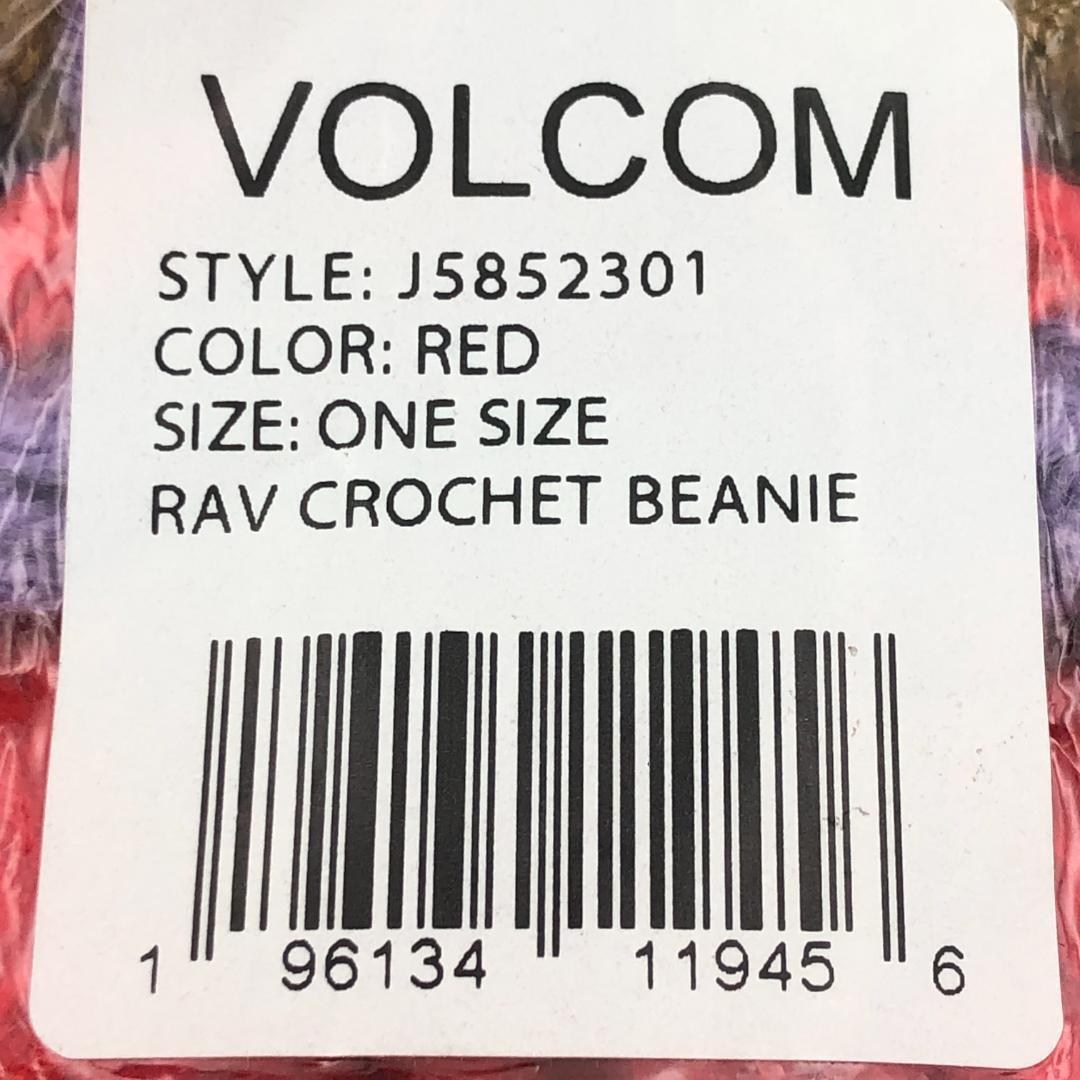 VOLCOM
STYLE: J5852301
COLOR: RED
SIZE: ONE SIZE
RAV CROCHET BEANIE
1 96134 11945 6